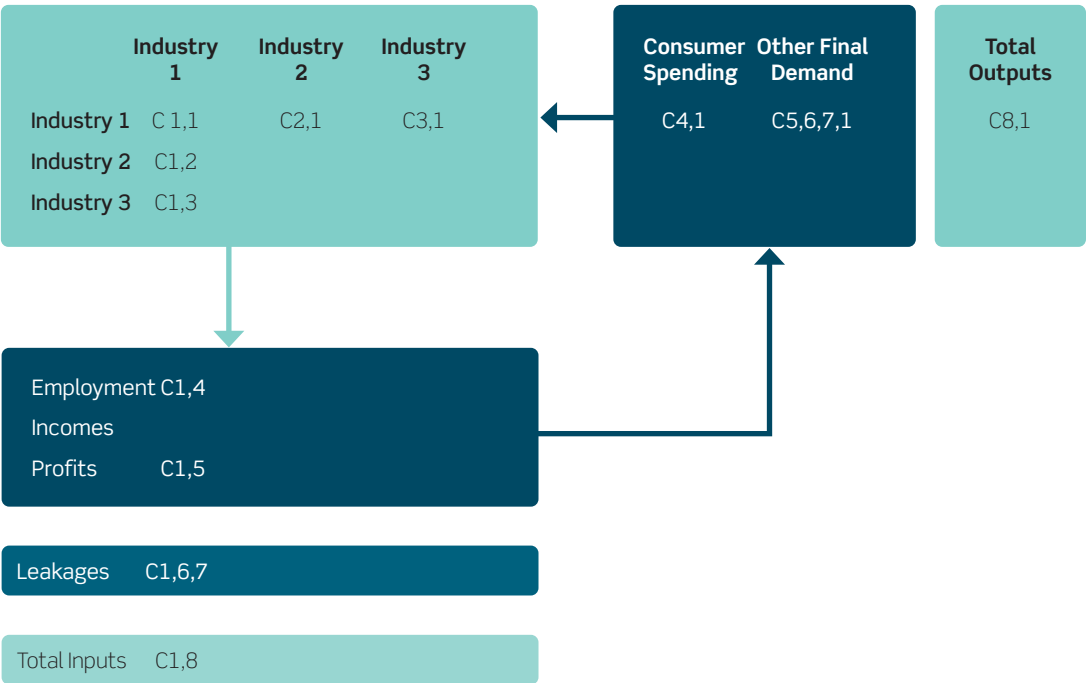 Industry 1 Industry 2 Industry 3
Industry 1 C 1,1 C2,1 C3,1
Industry 2 C1,2
Industry 3 C1,3
Consumer Spending Other Final Demand
C4,1 C5,6,7,1
Total Outputs
C8,1
Employment C1,4
Incomes
Profits C1,5
Leakages C1,6,7
Total Inputs C1,8